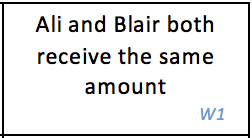 Ali and Blair both
receive the same
amount
W1